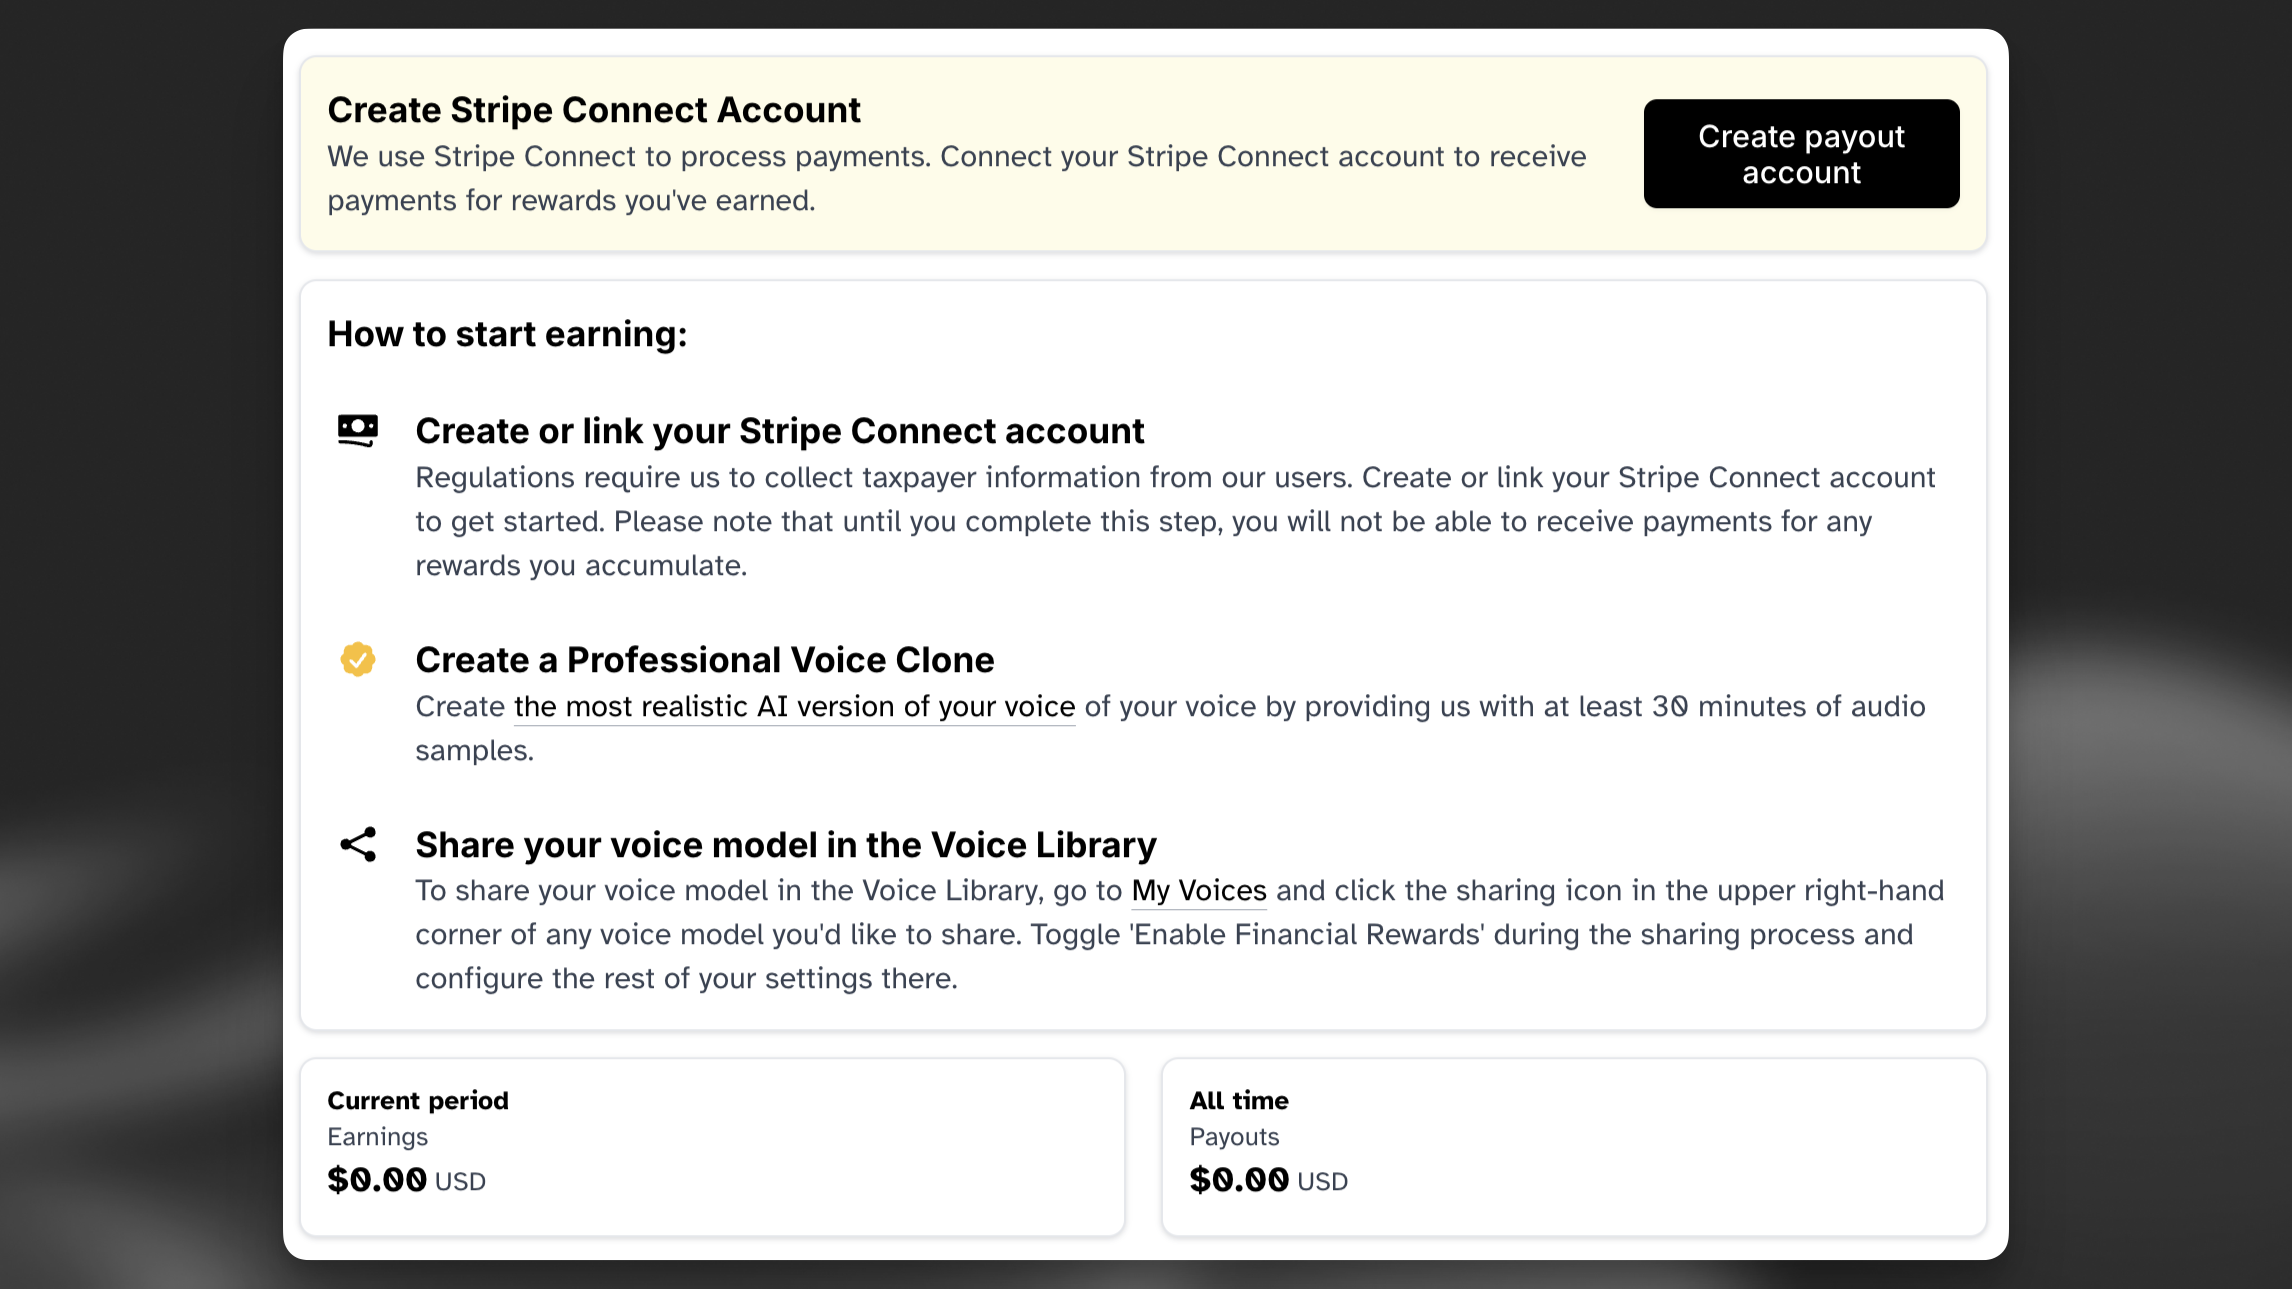 Create Stripe Connect Account
We use Stripe Connect to process payments. Connect your Stripe Connect account to receive
payments for rewards you've earned.
Create payout
account
How to start earning:
Create or link your Stripe Connect account
Regulations require us to collect taxpayer information from our users. Create or link your Stripe Connect account
to get started. Please note that until you complete this step, you will not be able to receive payments for any
rewards you accumulate.
Create a Professional Voice Clone
Create the most realistic AI version of your voice of your voice by providing us with at least 30 minutes of audio
samples.
Share your voice model in the Voice Library
To share your voice model in the Voice Library, go to My Voices and click the sharing icon in the upper right-hand
corner of any voice model you'd like to share. Toggle 'Enable Financial Rewards' during the sharing process and
configure the rest of your settings there.
Current period
Earnings
$0.00 USD
All time
Payouts
$0.00 USD